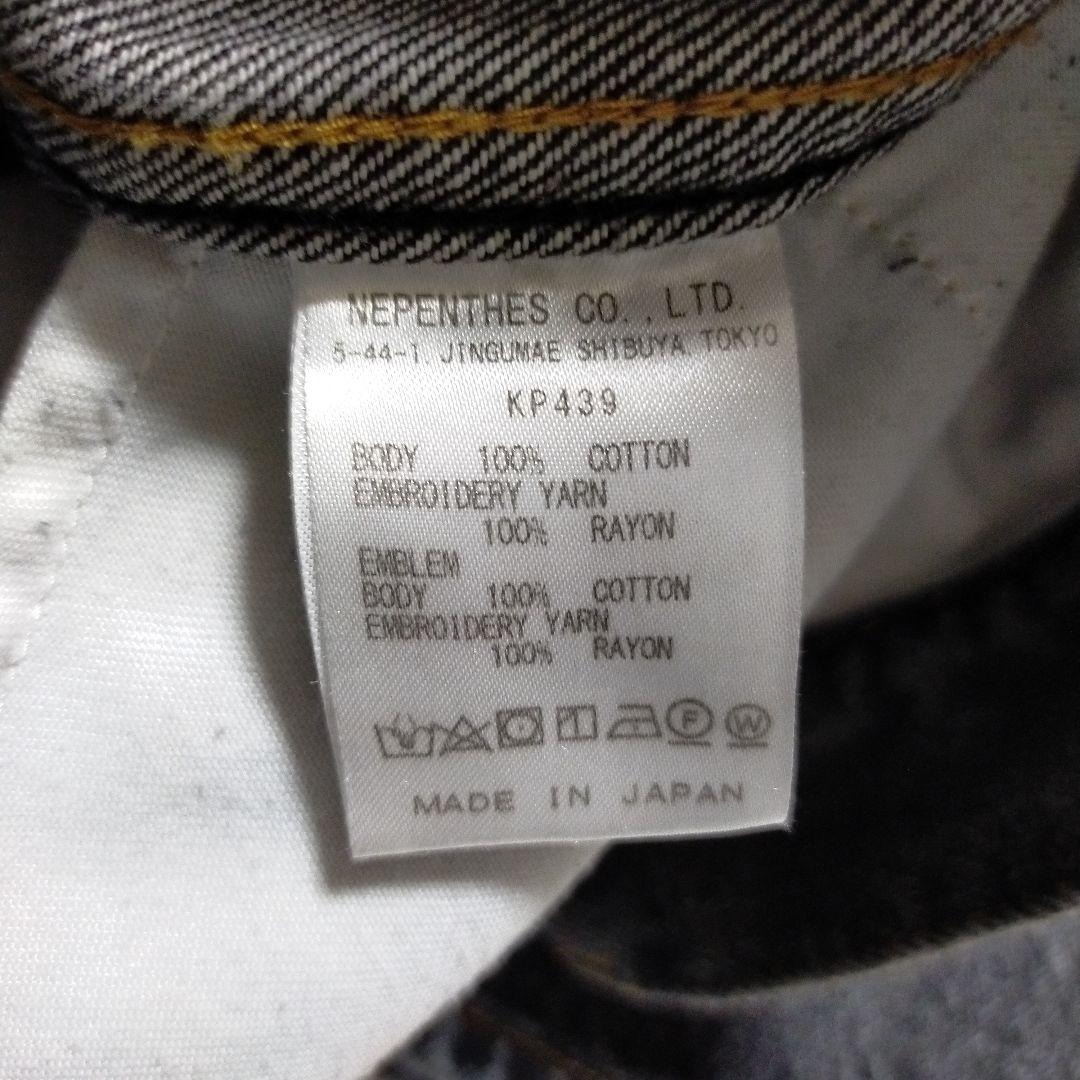 NEPENTHES CO.,LTD.
5-44-1 JINGUMAE SHIBUYA TOKYO
KP439
BODY 100% COTTON
EMBROIDERY YARN
100% RAYON
EMBLEM
BODY 100% COTTON
EMBROIDERY YARN
100% RAYON
F W
MADE IN JAPAN